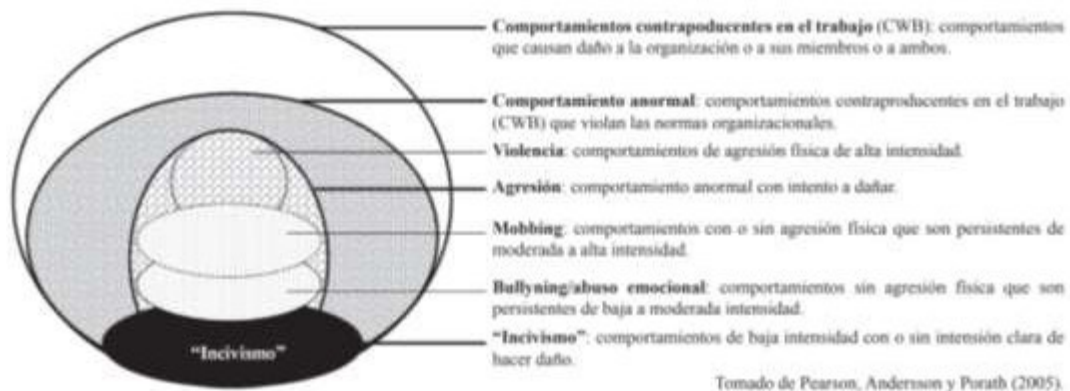 Comportamientos contrapoducentes en el trabajo (CWB): comportamientos
que causan daño a la organización o a sus miembros o a ambos.
Comportamiento anormal: comportamientos contraproducentes en el trabajo
(CWB) que violan las normas organizacionales.
Violencia: comportamientos de agresión física de alta intensidad.
Agresión: comportamiento anormal con intento a dañar.
Mobbing: comportamientos con o sin agresión física que son persistentes de
moderada a alta intensidad.
Bullyning/abuso emocional: comportamientos sin agresión física que son
persistentes de baja a moderada intensidad.
"Incivismo": comportamientos de baja intensidad con o sin intensión clara de
hacer daño.
"Incivismo"
Tomado de Pearson, Andersson y Porath (2005).